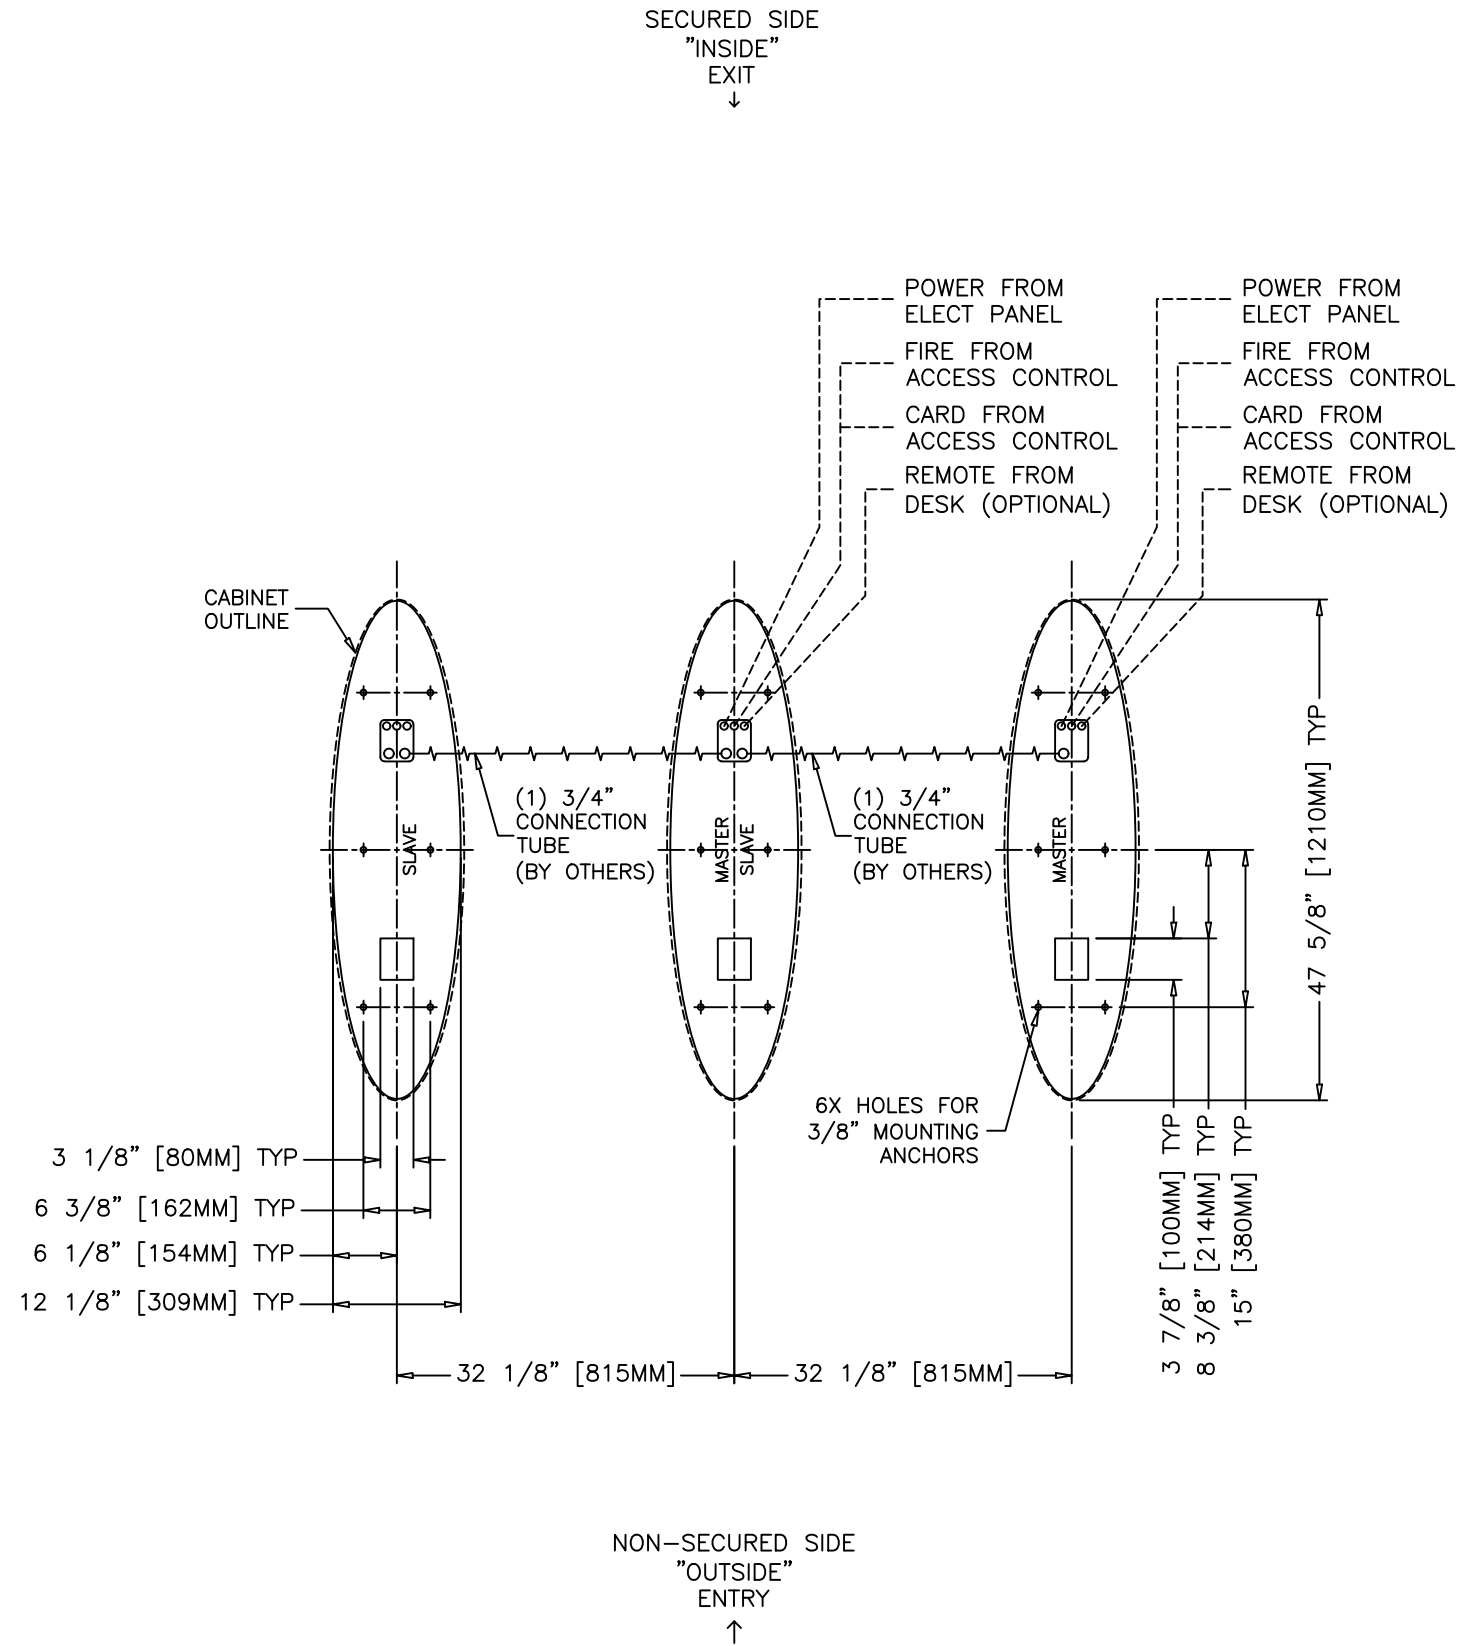 SECURED SIDE
"INSIDE"
EXIT
POWER FROM
ELECT PANEL
FIRE FROM
ACCESS CONTROL
CARD FROM
ACCESS CONTROL
REMOTE FROM
DESK (OPTIONAL)
POWER FROM
ELECT PANEL
FIRE FROM
ACCESS CONTROL
CARD FROM
ACCESS CONTROL
REMOTE FROM
DESK (OPTIONAL)
CABINET
OUTLINE
(1) 3/4"
CONNECTION
TUBE
(BY OTHERS)
(1) 3/4"
CONNECTION
TUBE
(BY OTHERS)
SLAVE
MASTER
SLAVE
MASTER
47 5/8" [1210MM] TYP
6X HOLES FOR
3/8" MOUNTING
ANCHORS
3 7/8" [100MM] TYP
8 3/8" [214MM] TYP
15" [380MM] TYP
3 1/8" [80MM] TYP
6 3/8" [162MM] TYP
6 1/8" [154MM] TYP
12 1/8" [309MM] TYP
32 1/8" [815MM]
32 1/8" [815MM]
NON-SECURED SIDE
"OUTSIDE"
ENTRY